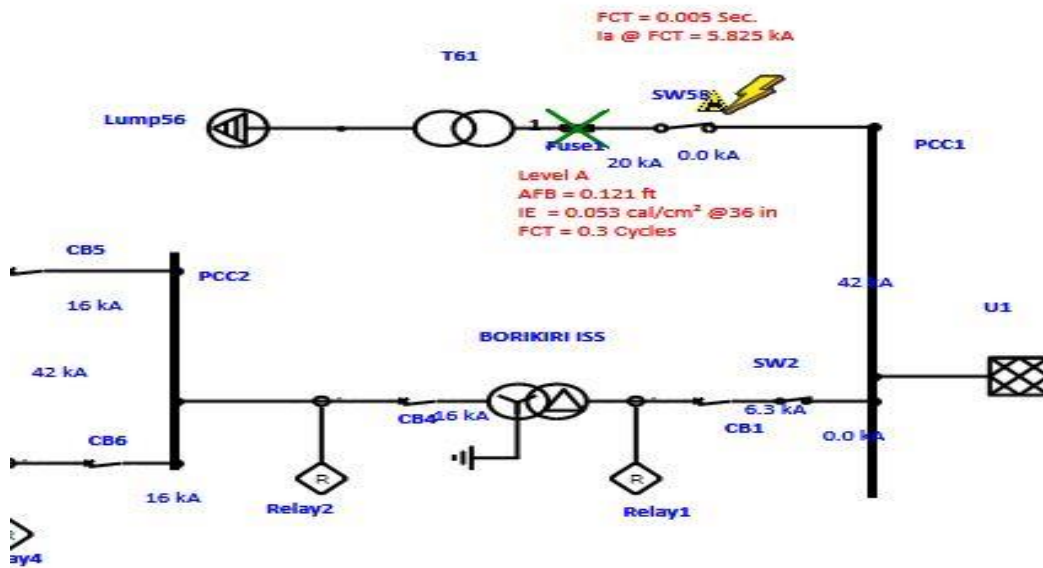 FCT = 0.005 Sec.
Ia @ FCT = 5.825 kA
T61
SW58
Lump56
1
Fuse1
20 kA
0.0 kA
PCC1
Level A
AFB = 0.121 ft
IE = 0.053 cal/cm² @36 in
FCT = 0.3 Cycles
CB5
PCC2
16 kA
42 kA
U1
BORIKIRI ISS
42 kA
SW2
CB4
16 kA
6.3 kA
CB1
0.0 kA
CB6
16 kA
R
Relay2
R
Relay1
R
ay4